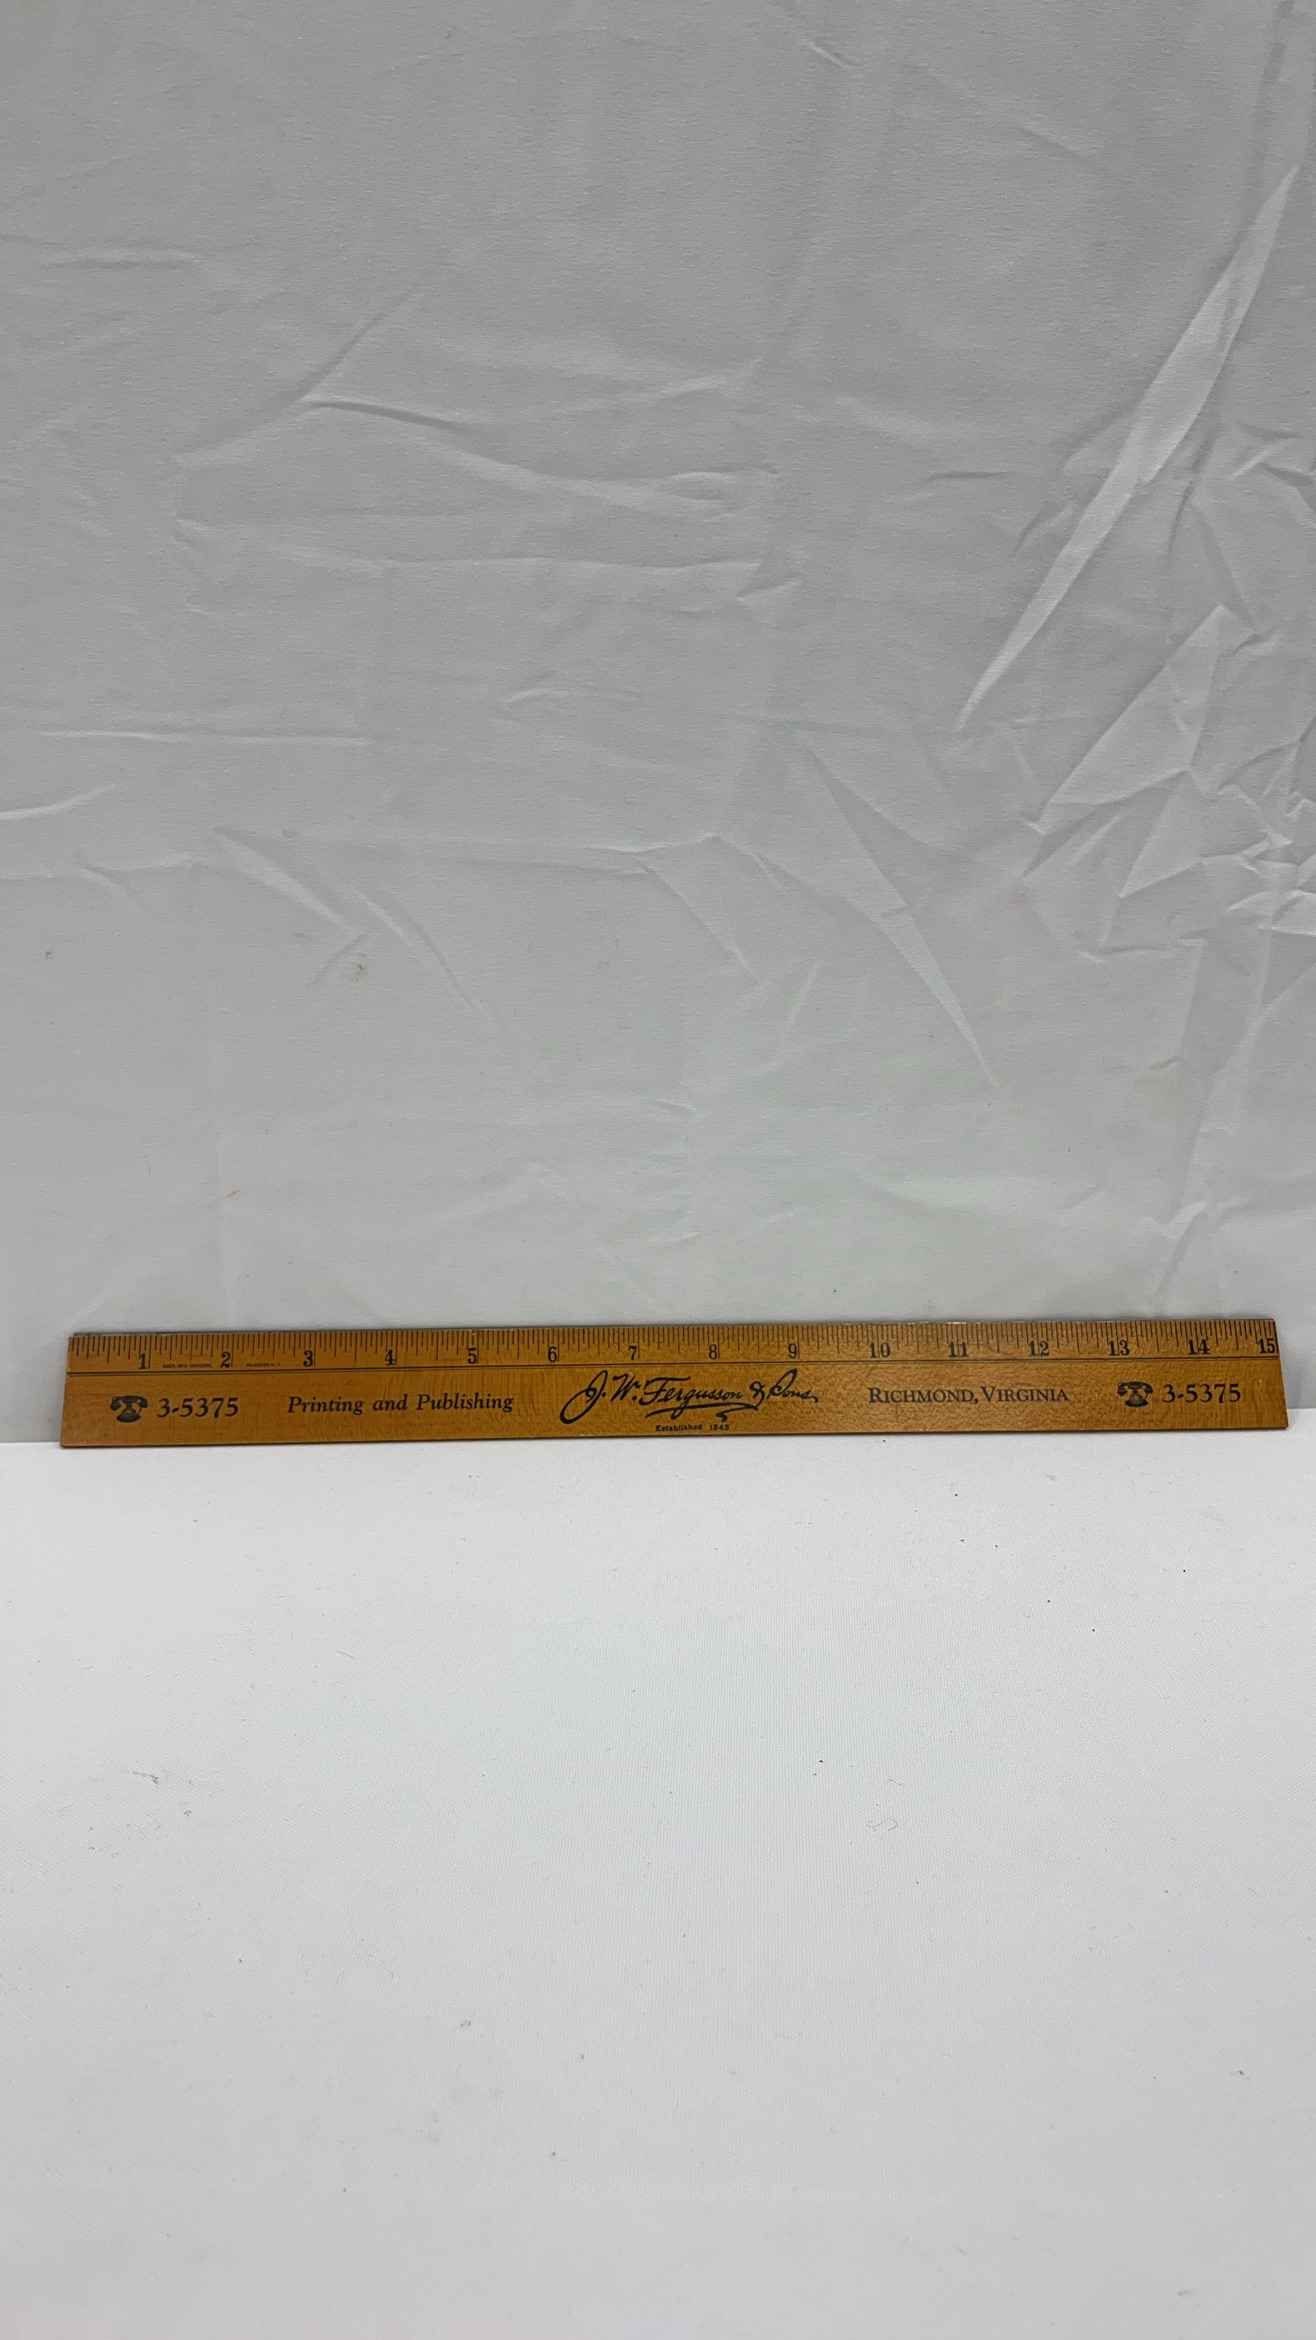 1 2 3 4 5 6 7 8 9 10 11 12 13 14 15
3-5375 Printing and Publishing J. W. Fergusson & Sons RICHMOND, VIRGINIA 3-5375
Established